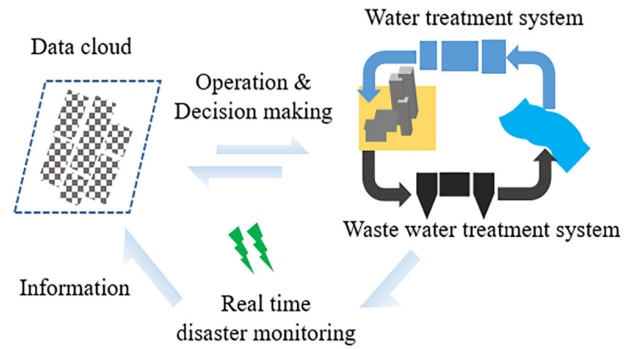 Water treatment system
Data cloud
Operation &
Decision making
Waste water treatment system
Information
Real time
disaster monitoring